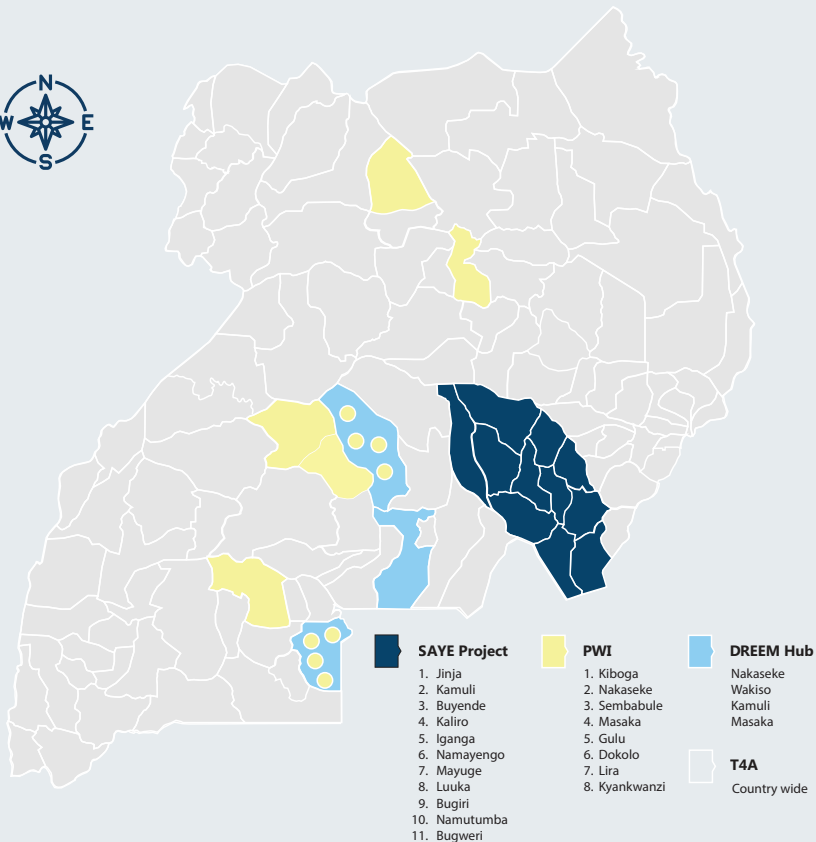 N
W E
S
SAYE Project
1. Jinja
2. Kamuli
3. Buyende
4. Kaliro
5. Iganga
6. Namayengo
7. Mayuge
8. Luuka
9. Bugiri
10. Namutumba
11. Bugweri
PWI
1. Kiboga
2. Nakaseke
3. Sembabule
4. Masaka
5. Gulu
6. Dokolo
7. Lira
8. Kyankwanzi
DREEM Hub
Nakaseke
Wakiso
Kamuli
Masaka
T4A
Country wide